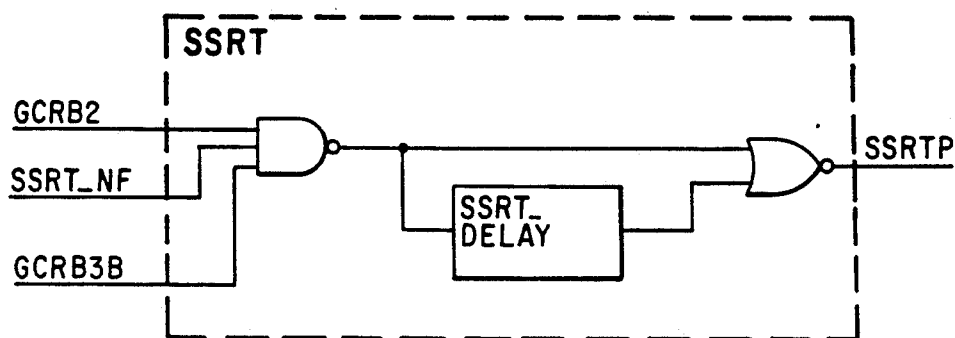 SSRT
GCRB2
SSRTP
SSRT_NF
SSRT_
DELAY
GCRB3B